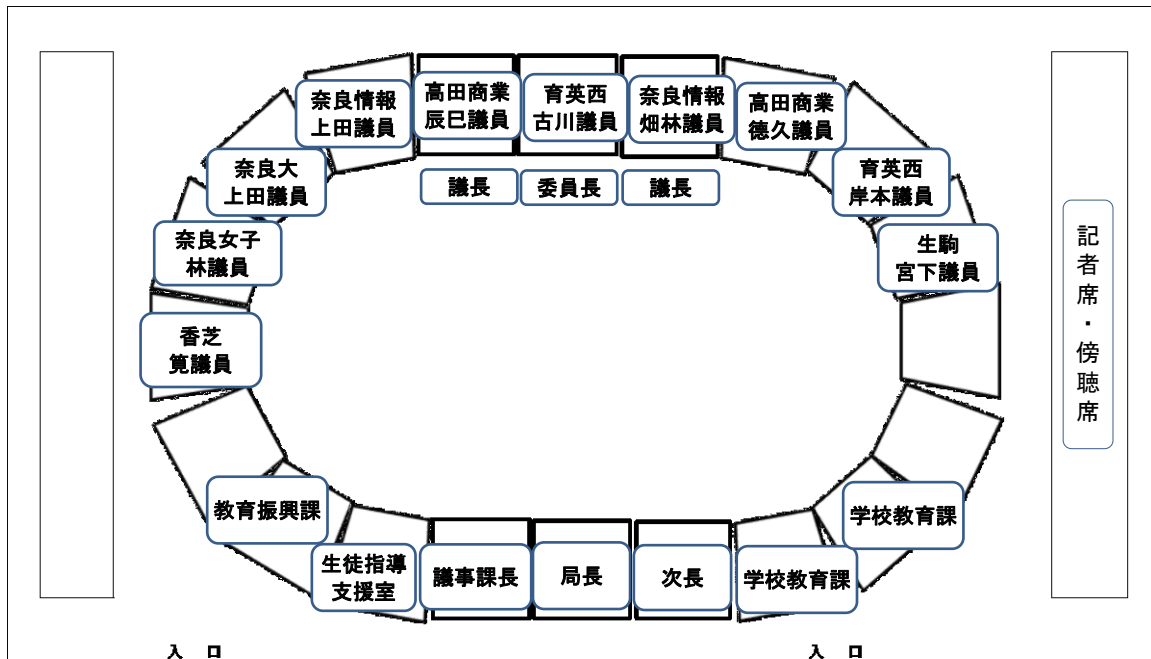 奈良情報
上田議員
高田商業
辰巳議員
育英西
古川議員
奈良情報
畑林議員
高田商業
徳久議員
奈良大
上田議員
育英西
岸本議員
議長
委員長
議長
奈良女子
林議員
生駒
宮下議員
記者席・傍聴席
香芝
筧議員
教育振興課
学校教育課
生徒指導
支援室
議事課長
局長
次長
学校教育課
入 口
入 口